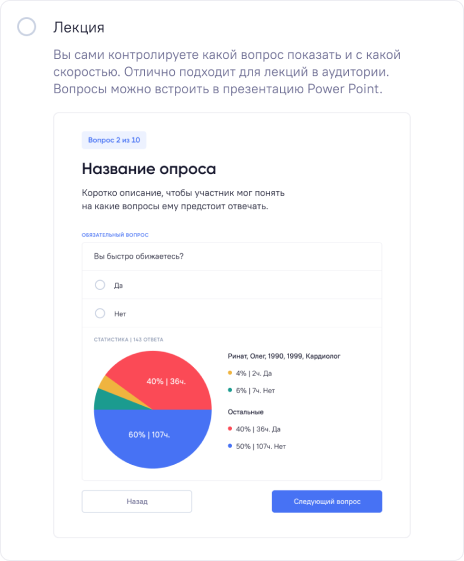 Лекция
Вы сами контролируете какой вопрос показать и с какой
скоростью. Отлично подходит для лекций в аудитории.
Вопросы можно встроить в презентацию Power Point.
Вопрос 2 из 10
Название опроса
Коротко описание, чтобы участник мог понять
на какие вопросы ему предстоит отвечать.
ОБЯЗАТЕЛЬНЫЙ ВОПРОС
Вы быстро обижаетесь?
Да
Нет
СТАТИСТИКА | 143 ОТВЕТА
40% | 36ч.
60% | 107ч.
Ринат, Олег, 1990, 1999, Кардиолог
4% | 2ч. Да
6% | 7ч. Нет
Остальные
40% | 36ч. Да
50% | 107ч. Нет
Назад
Следующий вопрос